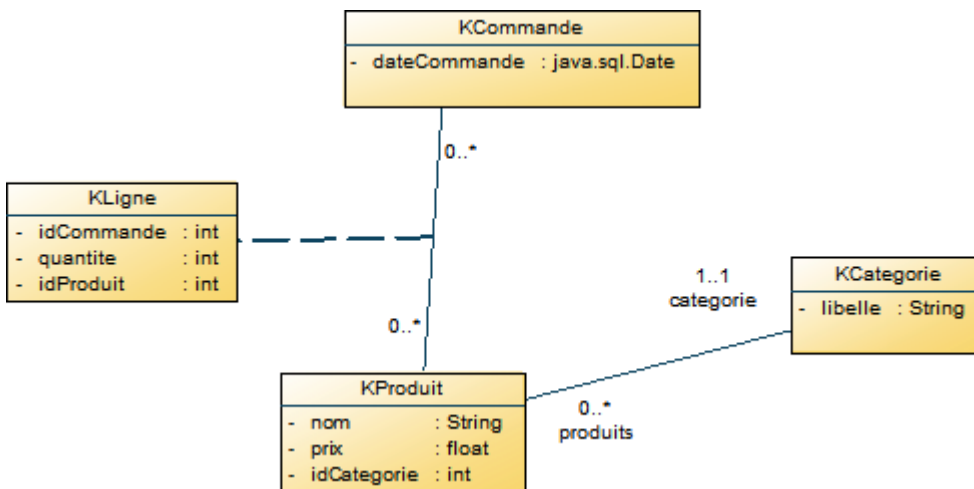 KCommande
- dateCommande : java.sql.Date
0..*
KLigne
- idCommande : int
- quantite : int
- idProduit : int
0..*
1..1
categorie
KCategorie
- libelle : String
KProduit
- nom : String
- prix : float
- idCategorie : int
0..*
produits